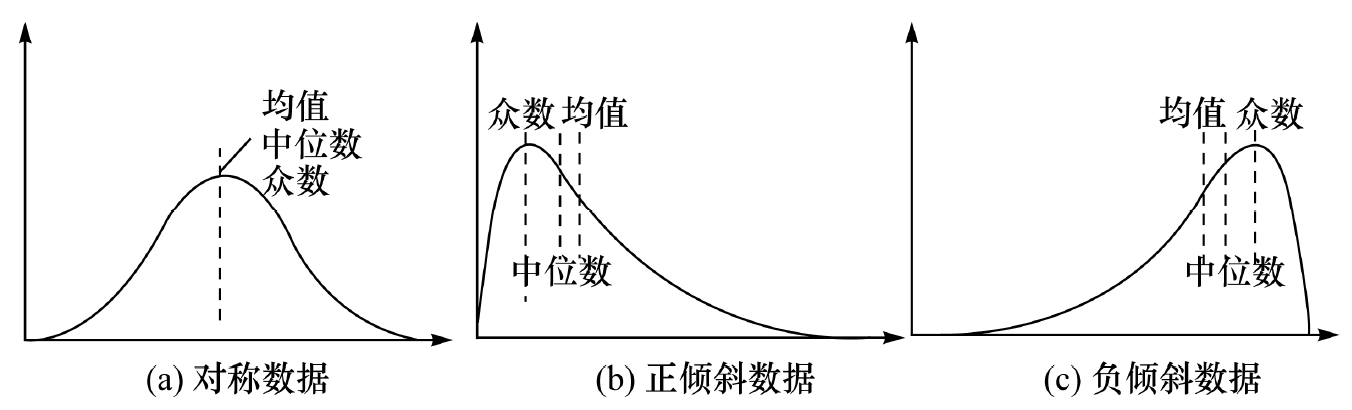 均值
中位数
众数
(a) 对称数据
众数 均值
中位数
(b) 正倾斜数据
均值 众数
中位数
(c) 负倾斜数据